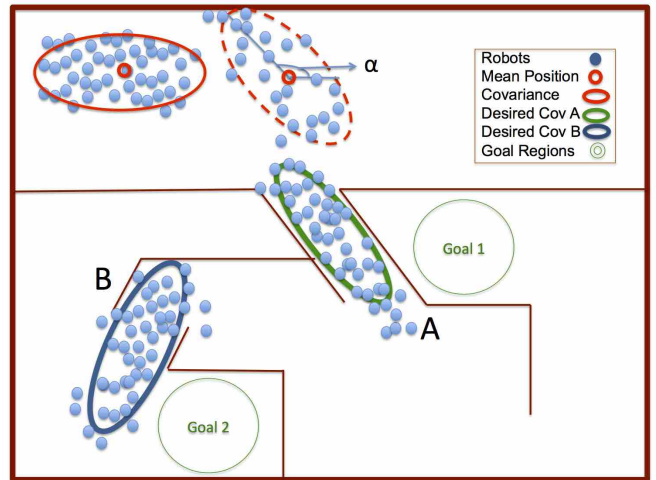 α
Robots
Mean Position
Covariance
Desired Cov A
Desired Cov B
Goal Regions
Goal 1
B
A
Goal 2